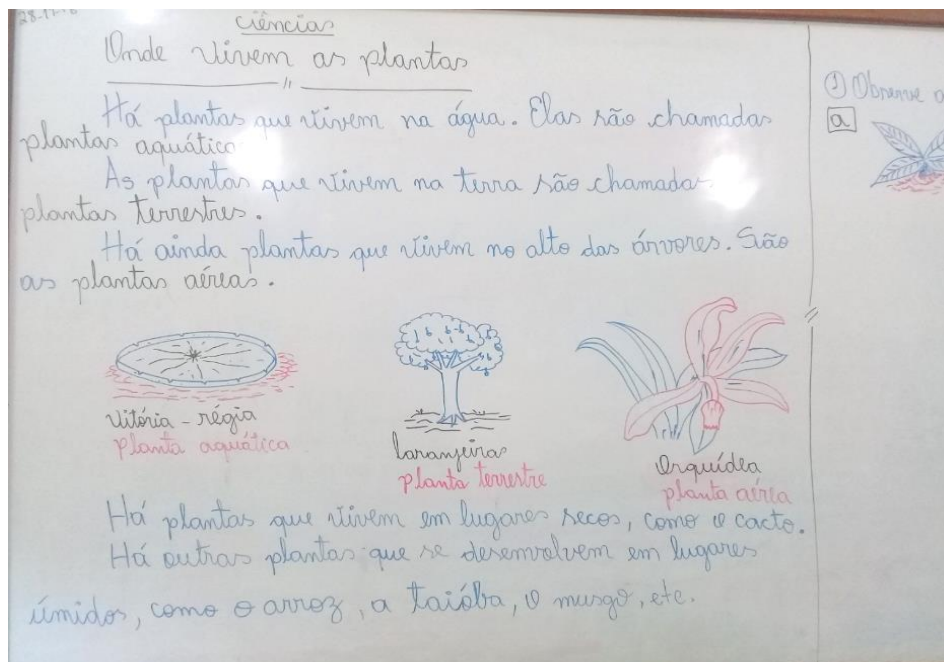 ciências
Onde vivem as plantas
Há plantas que vivem na água. Elas são chamadas
plantas aquática
As plantas que vivem na terra são chamadas
plantas terrestres.
Há ainda plantas que vivem no alto das árvores. São
as plantas aéreas.
Vitória - régia
Planta aquática
laranjeiras
planta terrestre
Orquídea
planta aérea
Há plantas que vivem em lugares secos, como o cacto.
Há outras plantas que se desenvolvem em lugares
úmidos, como o arroz, a taióba, o musgo, etc.
① Observe a
a